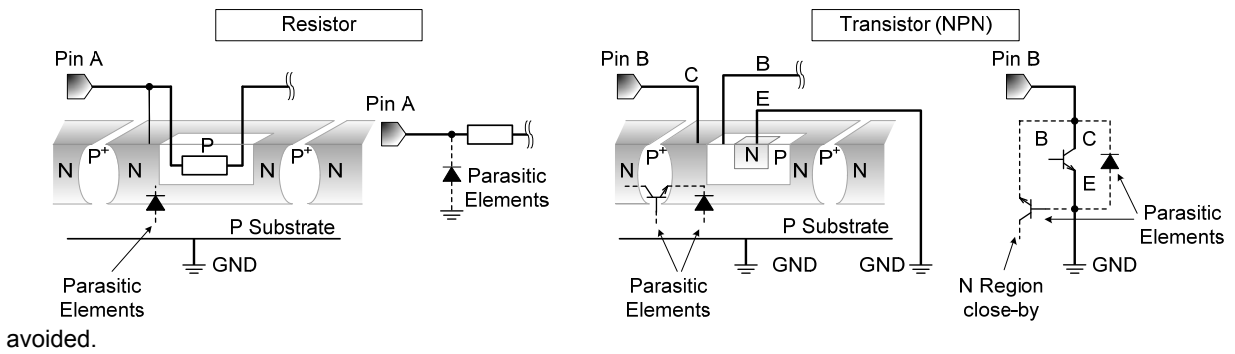 Resistor
Transistor (NPN)
Pin A
Pin B
C
B
E
Pin B
Pin A
N
P+
N
P
N
P+
N
Parasitic
Elements
P Substrate
GND
Parasitic
Elements
N
P+
N
N
P
N
P+
N
P Substrate
GND
GND
Parasitic
Elements
B
C
E
Parasitic
Elements
GND
N Region
close-by
avoided.